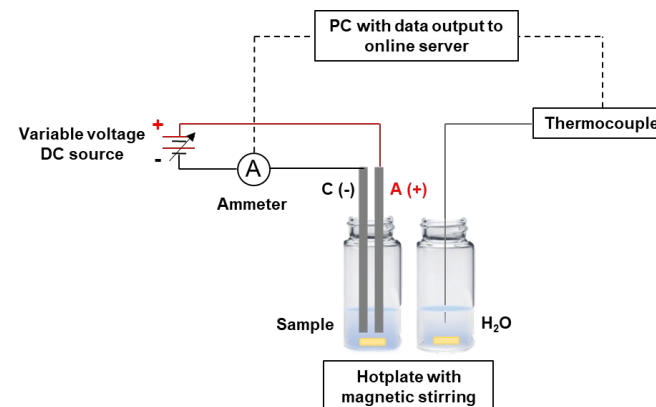 PC with data output to
online server
Thermocouple
+
Variable voltage
DC source
-
A
Ammeter
C (-)
A (+)
Sample
H₂O
Hotplate with
magnetic stirring